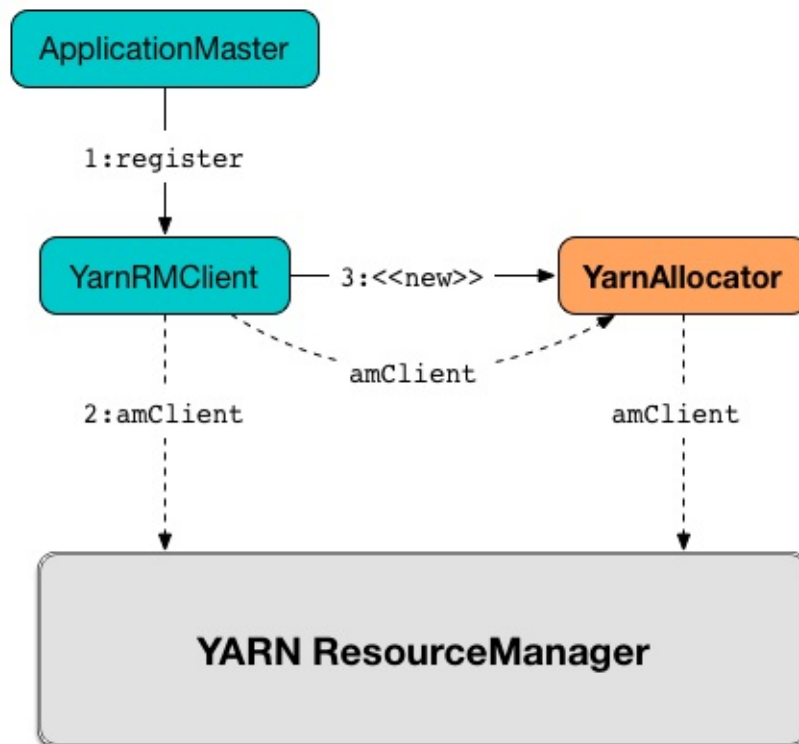 ApplicationMaster
1:register
YarnRMClient
3:<<new>>
YarnAllocator
amClient
2:amClient
amClient
YARN ResourceManager